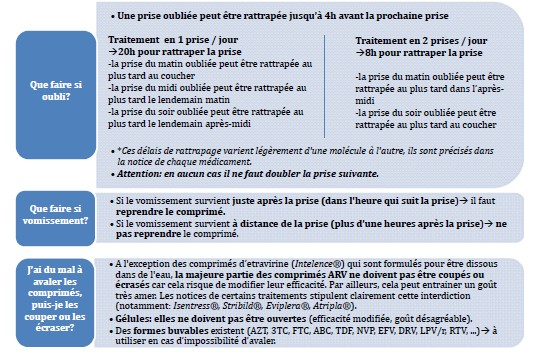 Que faire si
oubli?
• Une prise oubliée peut être rattrapée jusqu'à 4h avant la prochaine prise
Traitement en 1 prise / jour
→20h pour rattraper la prise
-la prise du matin oubliée peut être rattrapée au
plus tard au coucher
-la prise du midi oubliée peut être rattrapée au
plus tard le lendemain matin
-la prise du soir oubliée peut être rattrapée au
plus tard le lendemain après-midi
Traitement en 2 prises / jour
→8h pour rattraper la prise
-la prise du matin oubliée peut être
rattrapée au plus tard dans l'après-
midi
-la prise du soir oubliée peut être
rattrapée au plus tard au coucher
• *Ces délais de rattrapage varient légèrement d'une molécule à l'autre, ils sont précisés dans
la notice de chaque médicament.
• Attention: en aucun cas il ne faut doubler la prise suivante.
Que faire si
vomissement?
• Si le vomissement survient juste après la prise (dans l'heure qui suit la prise)→ il faut
reprendre le comprimé.
• Si le vomissement survient à distance de la prise (plus d'une heures après la prise)→ ne
pas reprendre le comprimé.
J'ai du mal à
avaler les
comprimés,
puis-je les
couper ou les
écraser?
• A l'exception des comprimés d'etravirine (Intelence®) qui sont formulés pour être dissous
dans de l'eau, la majeure partie des comprimés ARV ne doivent pas être coupés ou
écrasés car cela risque de modifier leur efficacité. Par ailleurs, cela peut entrainer un goût
très amer. Les notices de certains traitements stipulent clairement cette interdiction
(notamment: Isentress®, Stribild®, Eviplera®, Atripla®).
• Gélules: elles ne doivent pas être ouvertes (efficacité modifiée, goût désagréable).
• Des formes buvables existent (AZT, 3TC, FTC, ABC, TDF, NVP, EFV, DRV, LPV/r, RTV, ...)→ à
utiliser en cas d'impossibilité d'avaler.